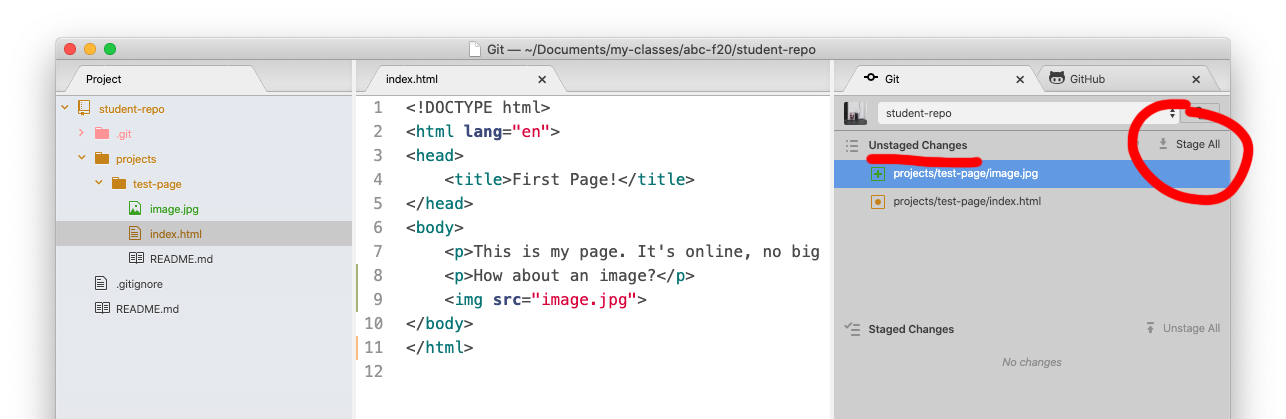 Git — ~/Documents/my-classes/abc-f20/student-repo
Project
student-repo
.git
projects
test-page
image.jpg
index.html
README.md
.gitignore
README.md
index.html
1 <!DOCTYPE html>
2 <html lang="en">
3 <head>
4 <title>First Page!</title>
5 </head>
6 <body>
7 <p>This is my page. It's online, no big
8 <p>How about an image?</p>
9 <img src="image.jpg">
10 </body>
11 </html>
12
Git
GitHub
student-repo
Unstaged Changes
Stage All
projects/test-page/image.jpg
projects/test-page/index.html
Staged Changes
Unstage All
No changes